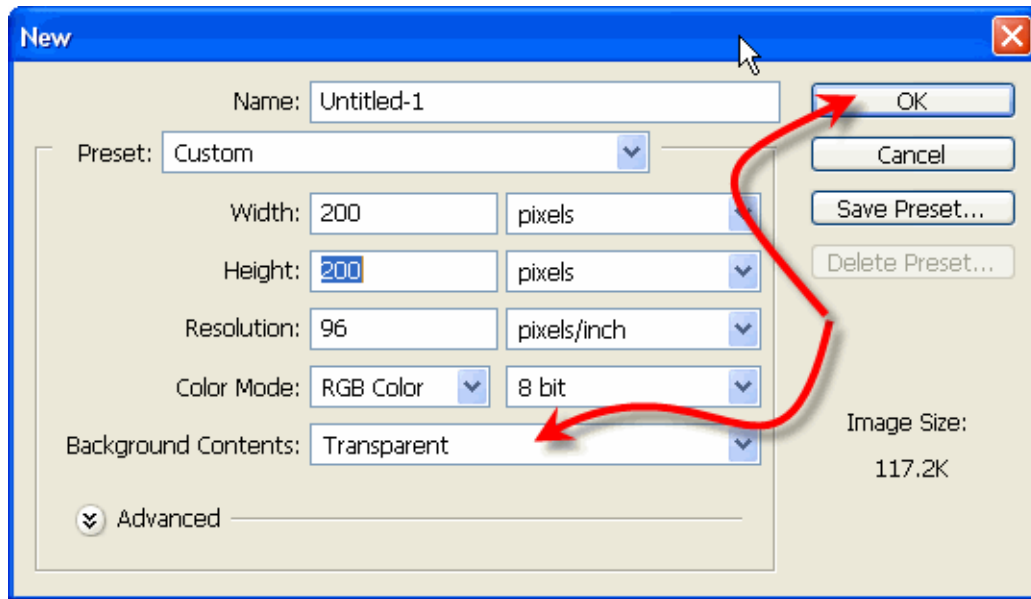 New
Name: Untitled-1
OK
Preset: Custom
Cancel
Width: 200 pixels
Save Preset...
Height: 200 pixels
Delete Preset...
Resolution: 96 pixels/inch
Color Mode: RGB Color 8 bit
Image Size:
Background Contents: Transparent
117.2K
Advanced